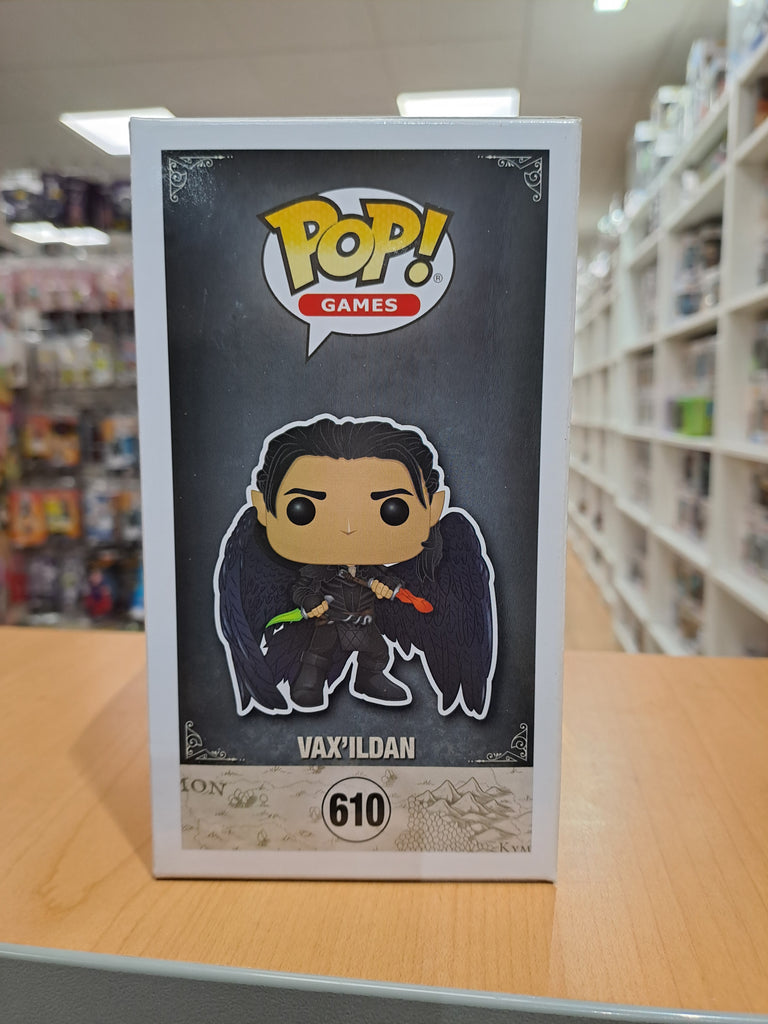 POP!®
GAMES
VAX'ILDAN
610
ION
KYM